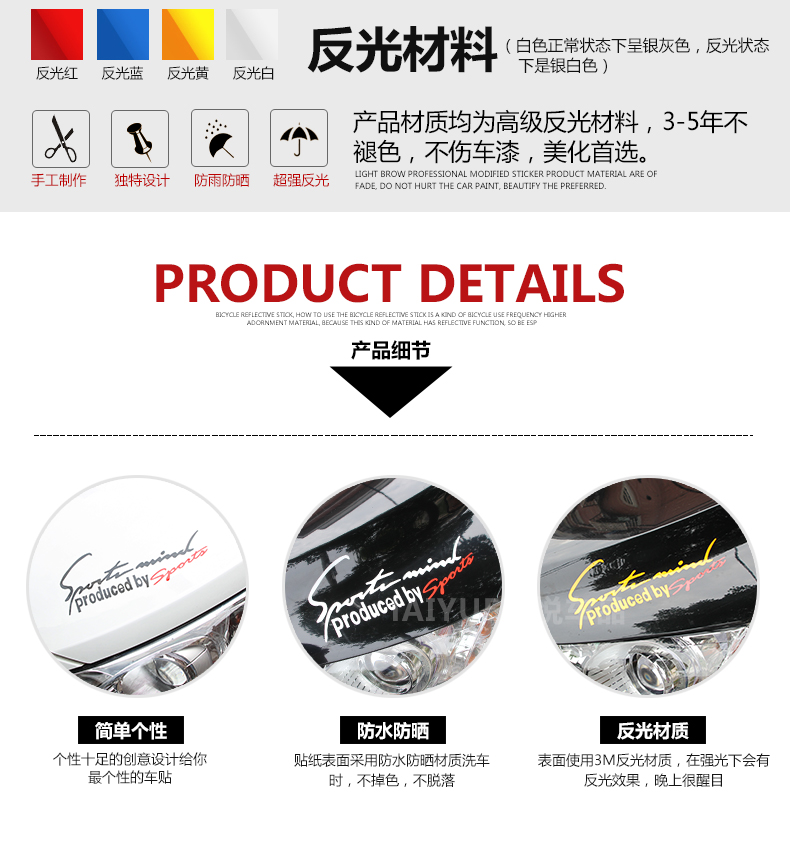 反光红 反光蓝 反光黄 反光白
反光材料
（白色正常状态下呈银灰色，反光状态
下是银白色）
手工制作 独特设计 防雨防晒 超强反光
产品材质均为高级反光材料，3-5年不
褪色，不伤车漆，美化首选。
LIGHT BROW PROFESSIONAL MODIFIED STICKER PRODUCT MATERIAL ARE OF
FADE, DO NOT HURT THE CAR PAINT, BEAUTIFY THE PREFERRED.
PRODUCT DETAILS
BICYCLE REFLECTIVE STICK, HOW TO USE THE BICYCLE REFLECTIVE STICK IS A KIND OF BICYCLE USE FREQUENCY HIGHER
ADORNMENT MATERIAL, BECAUSE THIS KIND OF MATERIAL HAS REFLECTIVE FUNCTION, SO BE ESP
产品细节
Sports mind
produced by Sports
Sports mind
produced by Sports
Sports mind
produced by Sports
简单个性
个性十足的创意设计给你
最个性的车贴
防水防晒
贴纸表面采用防水防晒材质洗车
时，不掉色，不脱落
反光材质
表面使用3M反光材质，在强光下会有
反光效果，晚上很醒目